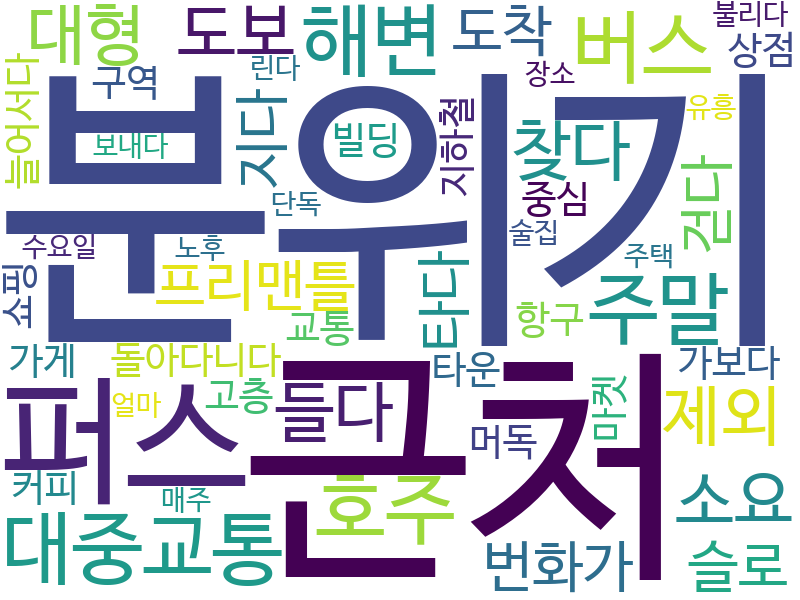 대형
도보
해변
도착
버스
불리다
상점
늘어서다
구역
린다
장소
유흥
보내다
지다
빌딩
지하철
찾다
분위기
단독
중심
걷다
수요일
노후
술집
주택
쇼핑
프리맨틀
타다
항구
주말
교통
가게
돌아다니다
타운
가보다
얼마
고층
들다
머독
마켓
제외
퍼스
근처
커피
매주
호주
소요
대중교통
번화가
슬로